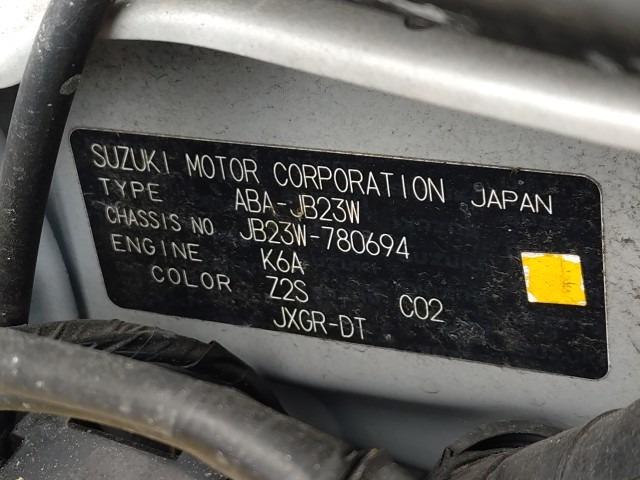 SUZUKI MOTOR CORPORATION JAPAN
TYPE ABA-JB23W
CHASSIS NO JB23W-780694
ENGINE K6A
COLOR Z2S C02
JXGR-DT